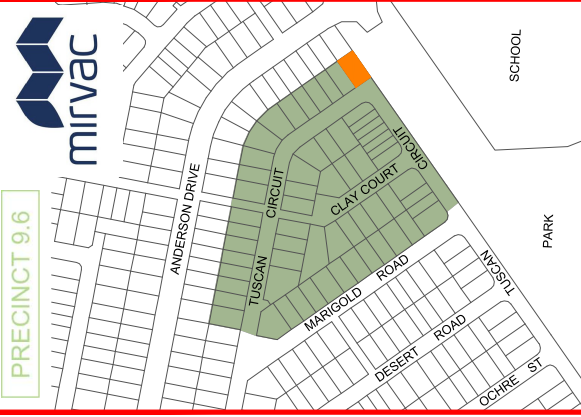 mirvac
PRECINCT 9.6
SCHOOL
PARK
ANDERSON DRIVE
TUSCAN
CIRCUIT
CLAY COURT
CIRCUIT
MARIGOLD ROAD
TUSCAN
DESERT ROAD
OCHRE ST